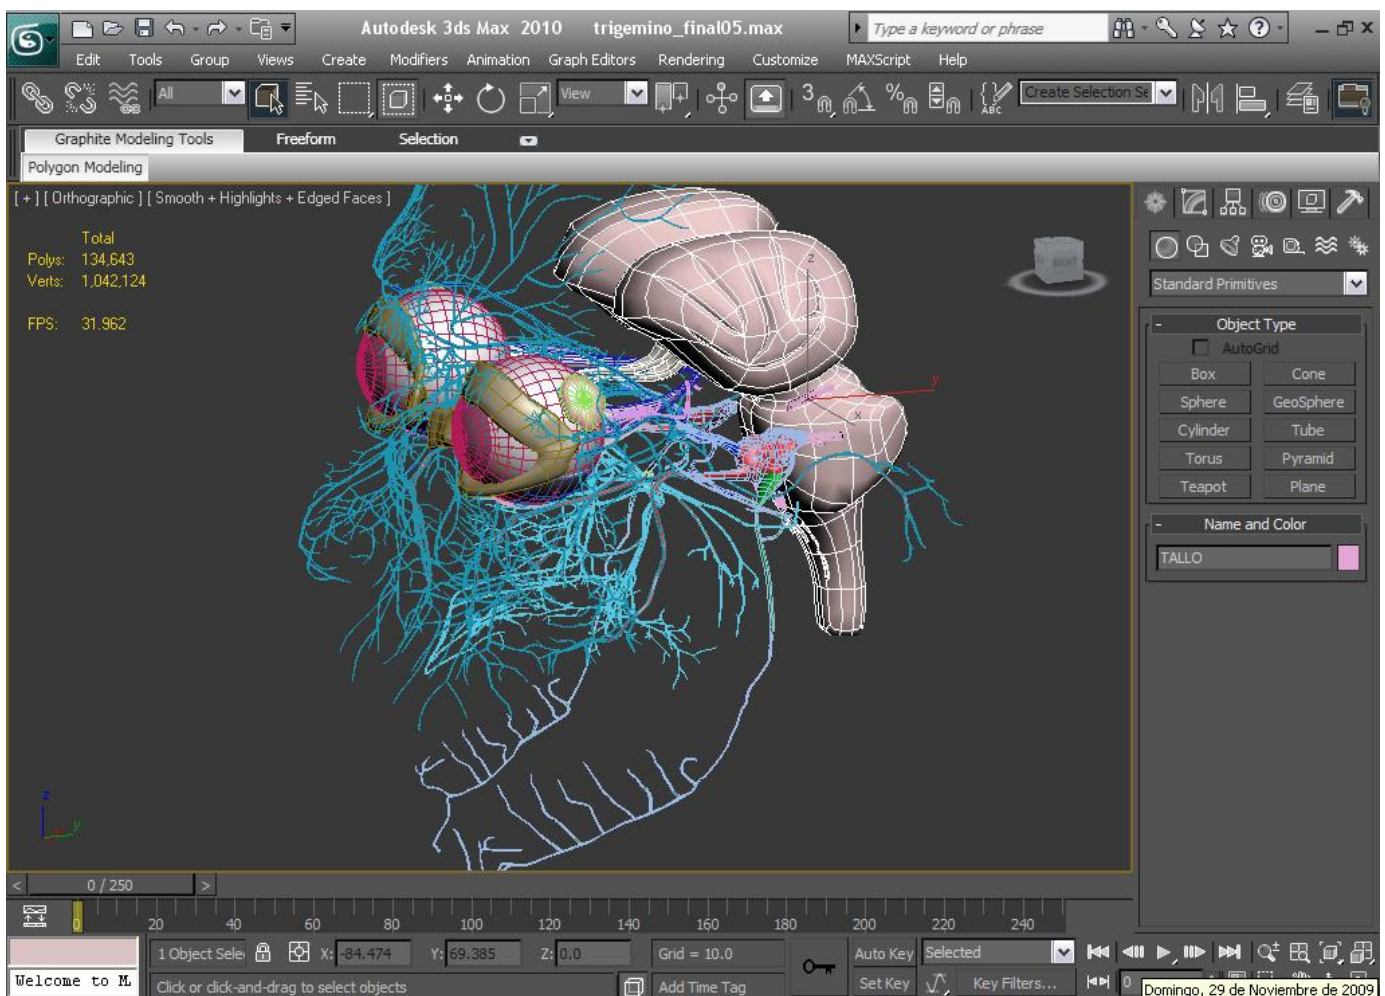 Autodesk 3ds Max 2010 trigemino_final05.max Type a keyword or phrase
Edit Tools Group Views Create Modifiers Animation Graph Editors Rendering Customize MAXScript Help
All View 3 ABC Create Selection Se
Graphite Modeling Tools Freeform Selection
Polygon Modeling
[ + ] [ Orthographic ] [ Smooth + Highlights + Edged Faces ]
Total
Polys: 134,643
Verts: 1,042,124
FPS: 31.962
z
y
x
RIGHT
Standard Primitives
- Object Type
AutoGrid
Box Cone
Sphere GeoSphere
Cylinder Tube
Torus Pyramid
Teapot Plane
- Name and Color
TALLO
z
y
< 0 / 250 >
0 20 40 60 80 100 120 140 160 180 200 220 240
1 Object Sele X: -84.474 Y: 69.385 Z: 0.0 Grid = 10.0 Auto Key Selected
Welcome to M Click or click-and-drag to select objects Add Time Tag Set Key Key Filters... 0
Domingo, 29 de Noviembre de 2009